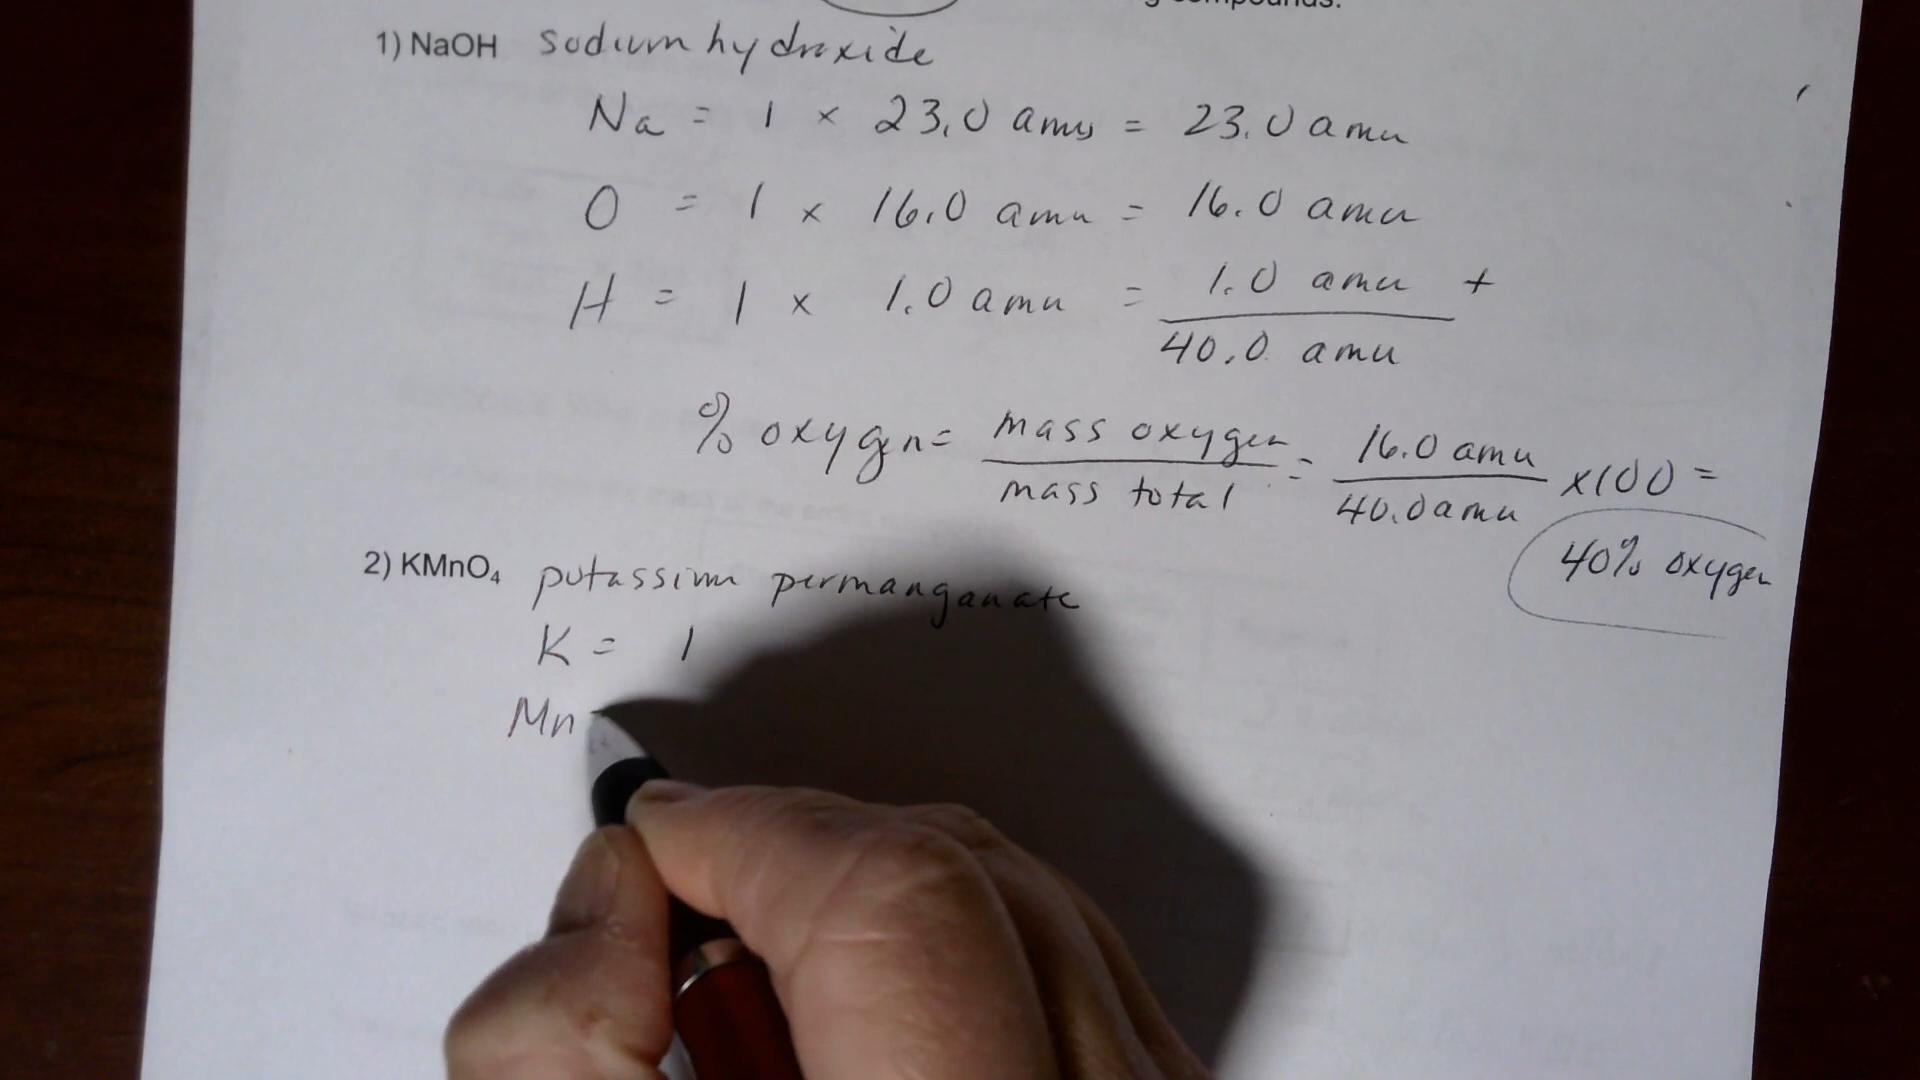 compounds.
1) NaOH sodium hydroxide
Na = 1 × 23.0 amu = 23.0 amu
O = 1 × 16.0 amu = 16.0 amu
H = 1 × 1.0 amu = 1.0 amu +
40.0 amu
% oxygen = mass oxygen / mass total = 16.0 amu / 40.0 amu ×100 =
40% oxygen
2) KMnO₄ potassium permanganate
K = 1
Mn